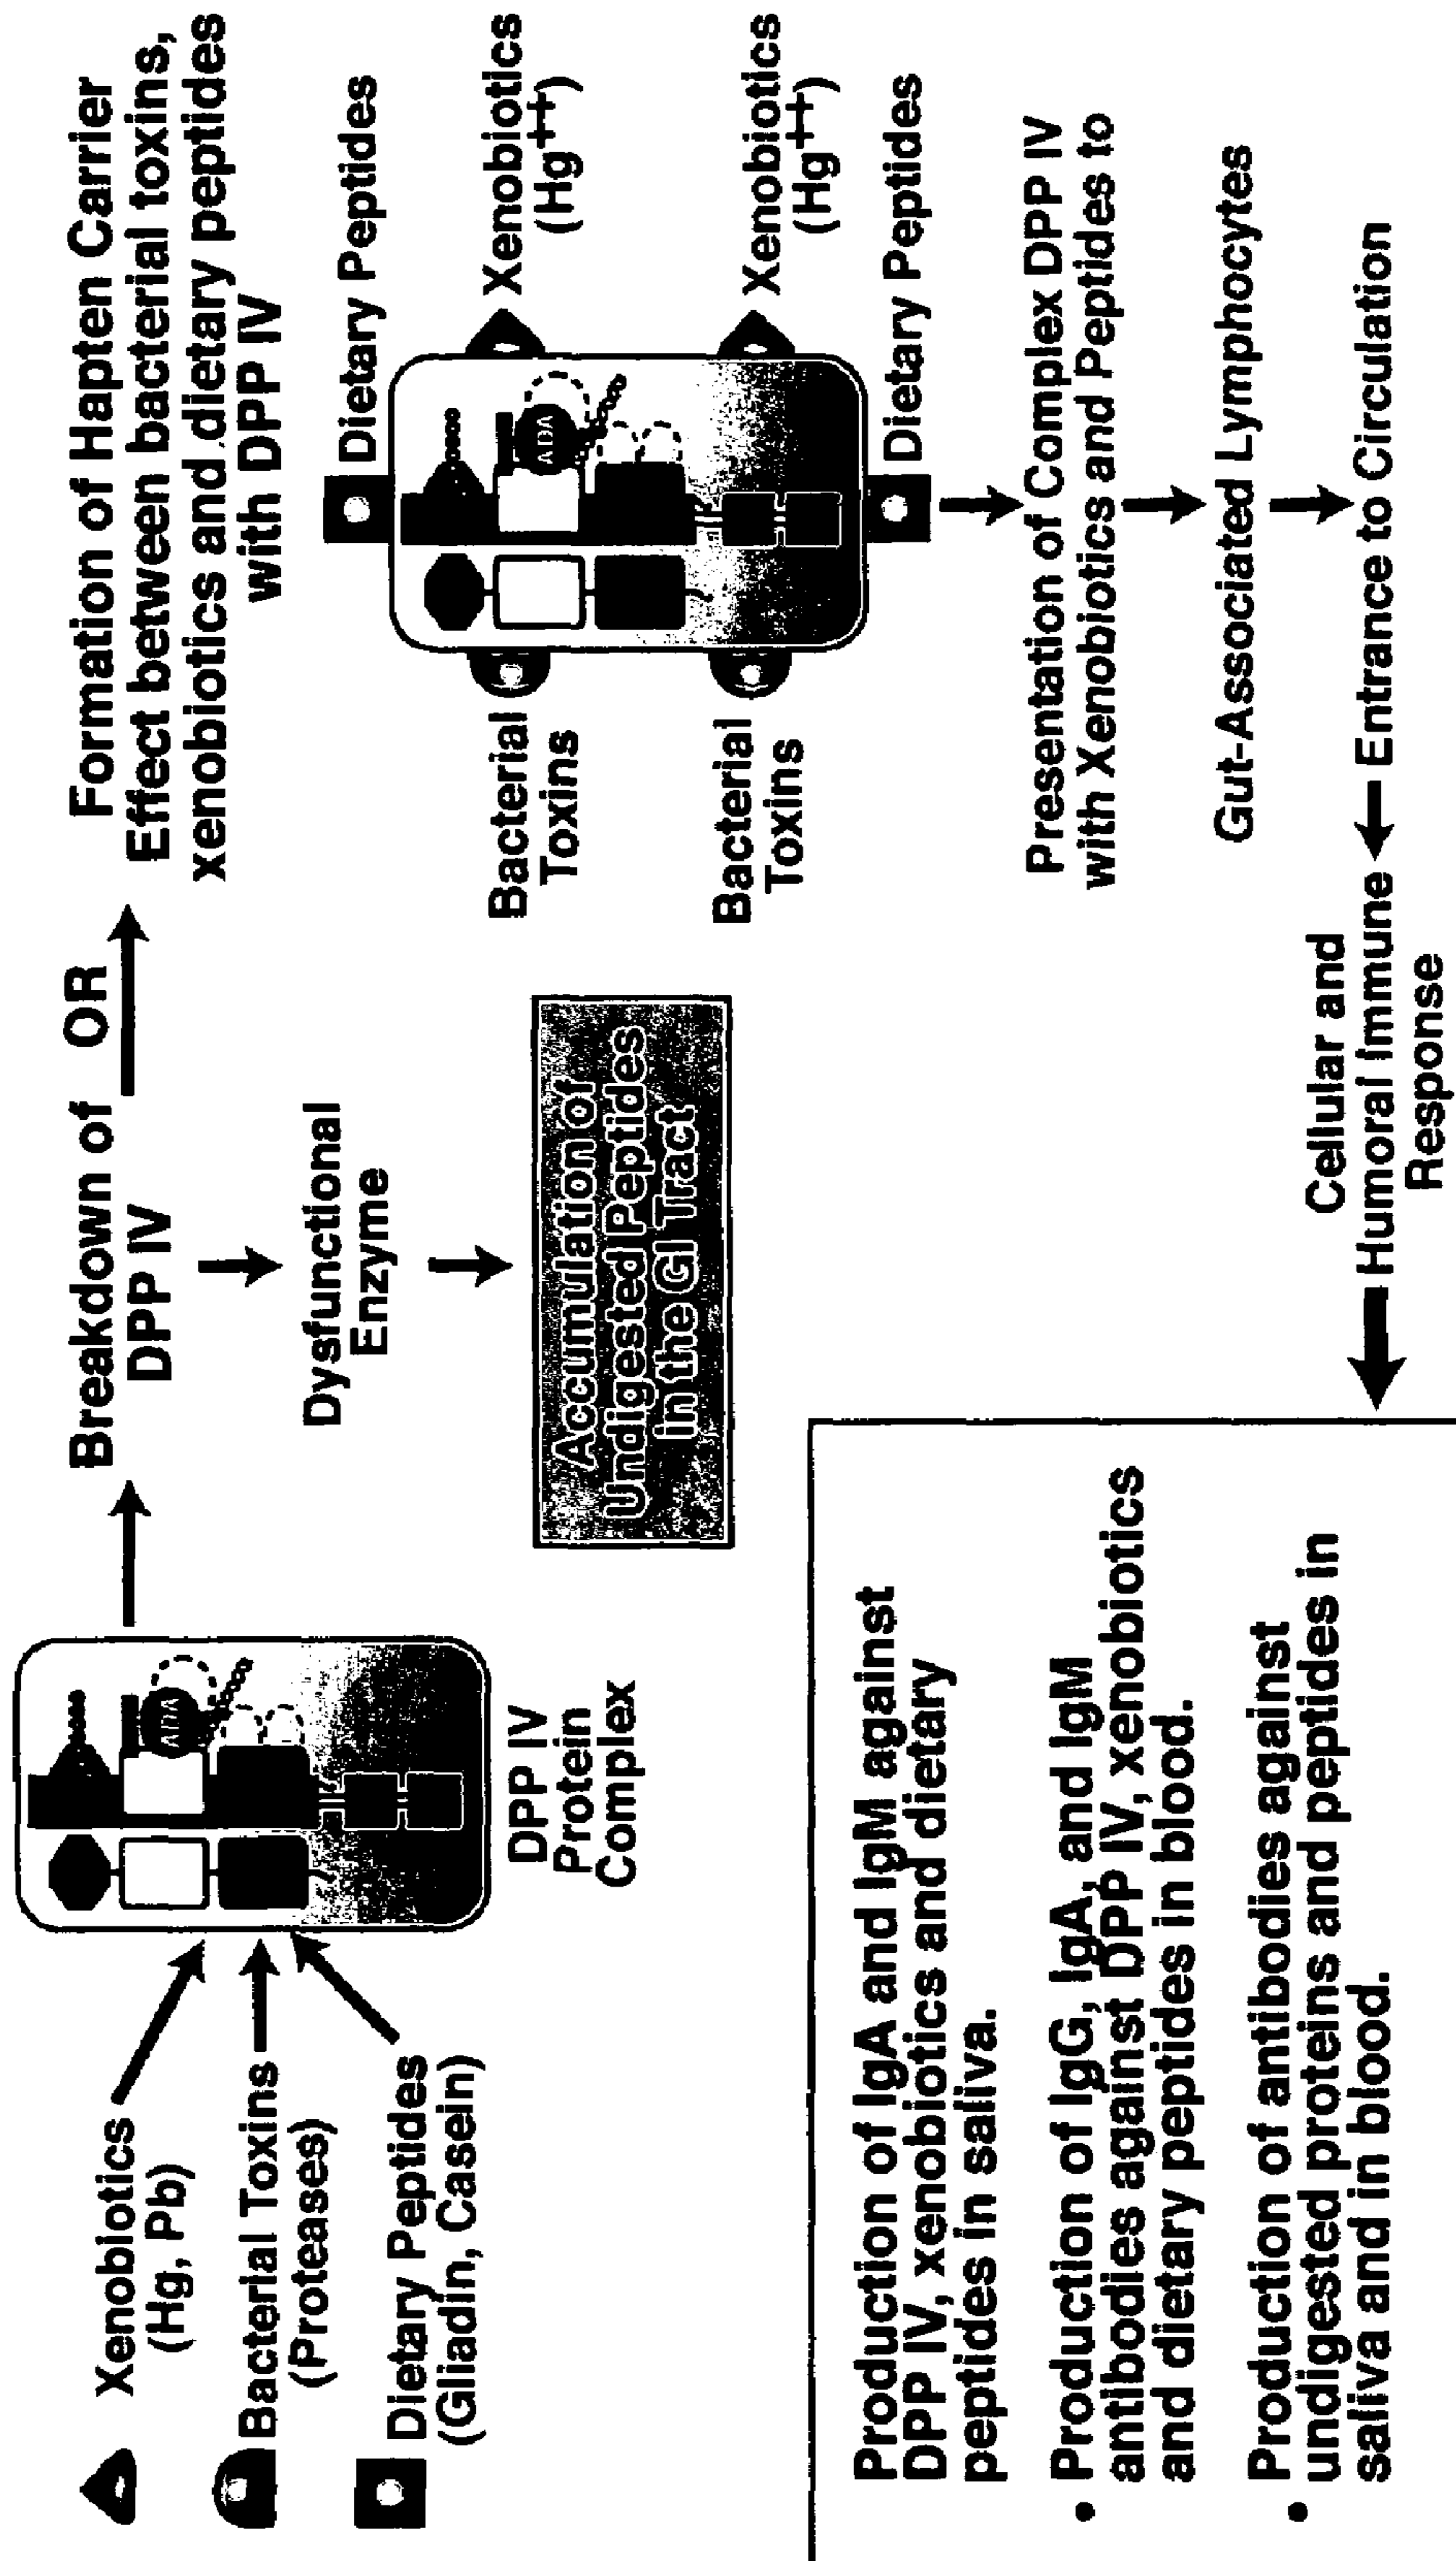 Xenobiotics
(Hg, Pb)
Bacterial Toxins
(Proteases)
Dietary Peptides
(Gliadin, Casein)
DPP IV
Protein
Complex
Breakdown of
DPP IV
OR
Dysfunctional
Enzyme
Accumulation of
Undigested Peptides
in the GI Tract
Formation of Hapten Carrier
Effect between bacterial toxins,
xenobiotics and dietary peptides
with DPP IV
Dietary Peptides
Bacterial
Toxins
Xenobiotics
(Hg++)
Bacterial
Toxins
Xenobiotics
(Hg++)
Dietary Peptides
Presentation of Complex DPP IV
with Xenobiotics and Peptides to
Gut-Associated Lymphocytes
Entrance to Circulation
Cellular and
Humoral Immune
Response
Production of IgA and IgM against
DPP IV, xenobiotics and dietary
peptides in saliva.
• Production of IgG, IgA, and IgM
antibodies against DPP IV, xenobiotics
and dietary peptides in blood.
• Production of antibodies against
undigested proteins and peptides in
saliva and in blood.